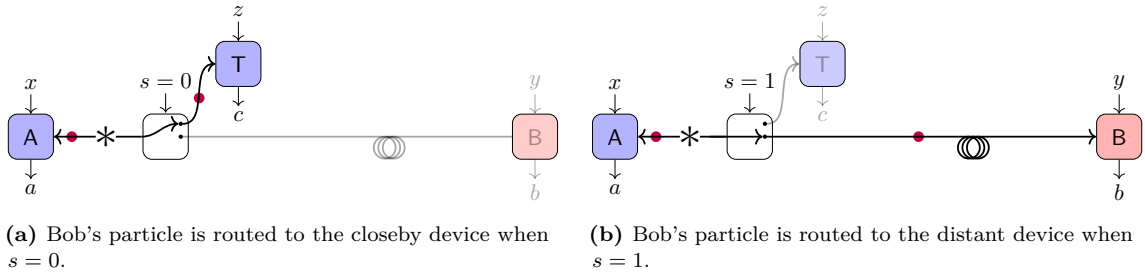 z
T
c
s = 0
x
A
a
y
B
b
z
T
c
s = 1
x
A
a
y
B
b
(a) Bob's particle is routed to the closeby device when
s = 0.
(b) Bob's particle is routed to the distant device when
s = 1.